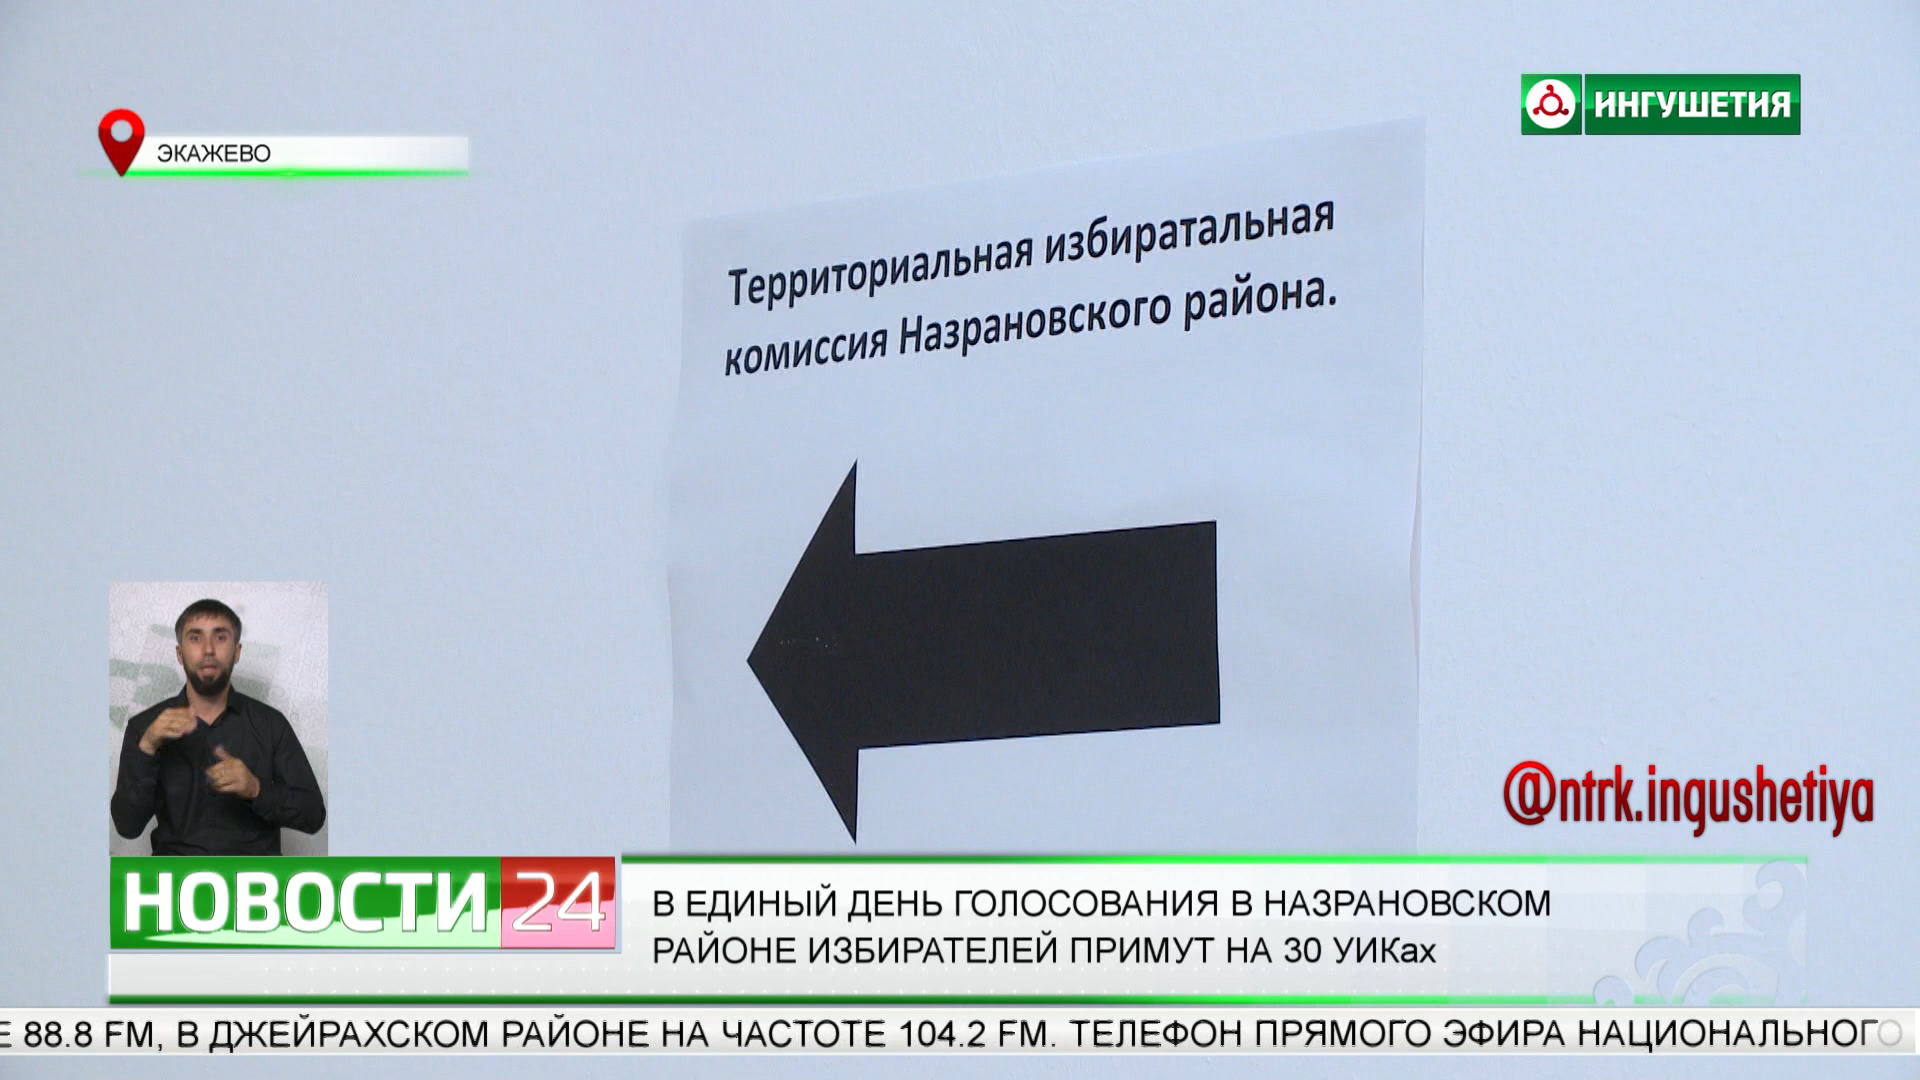 ИНГУШЕТИЯ
ЭКАЖЕВО
Территориальная избиратальная
комиссия Назрановского района.
@ntrk.ingushetiya
НОВОСТИ 24
В ЕДИНЫЙ ДЕНЬ ГОЛОСОВАНИЯ В НАЗРАНОВСКОМ
РАЙОНЕ ИЗБИРАТЕЛЕЙ ПРИМУТ НА 30 УИКах
Е 88.8 FM, В ДЖЕЙРАХСКОМ РАЙОНЕ НА ЧАСТОТЕ 104.2 FM. ТЕЛЕФОН ПРЯМОГО ЭФИРА НАЦИОНАЛЬНОГО